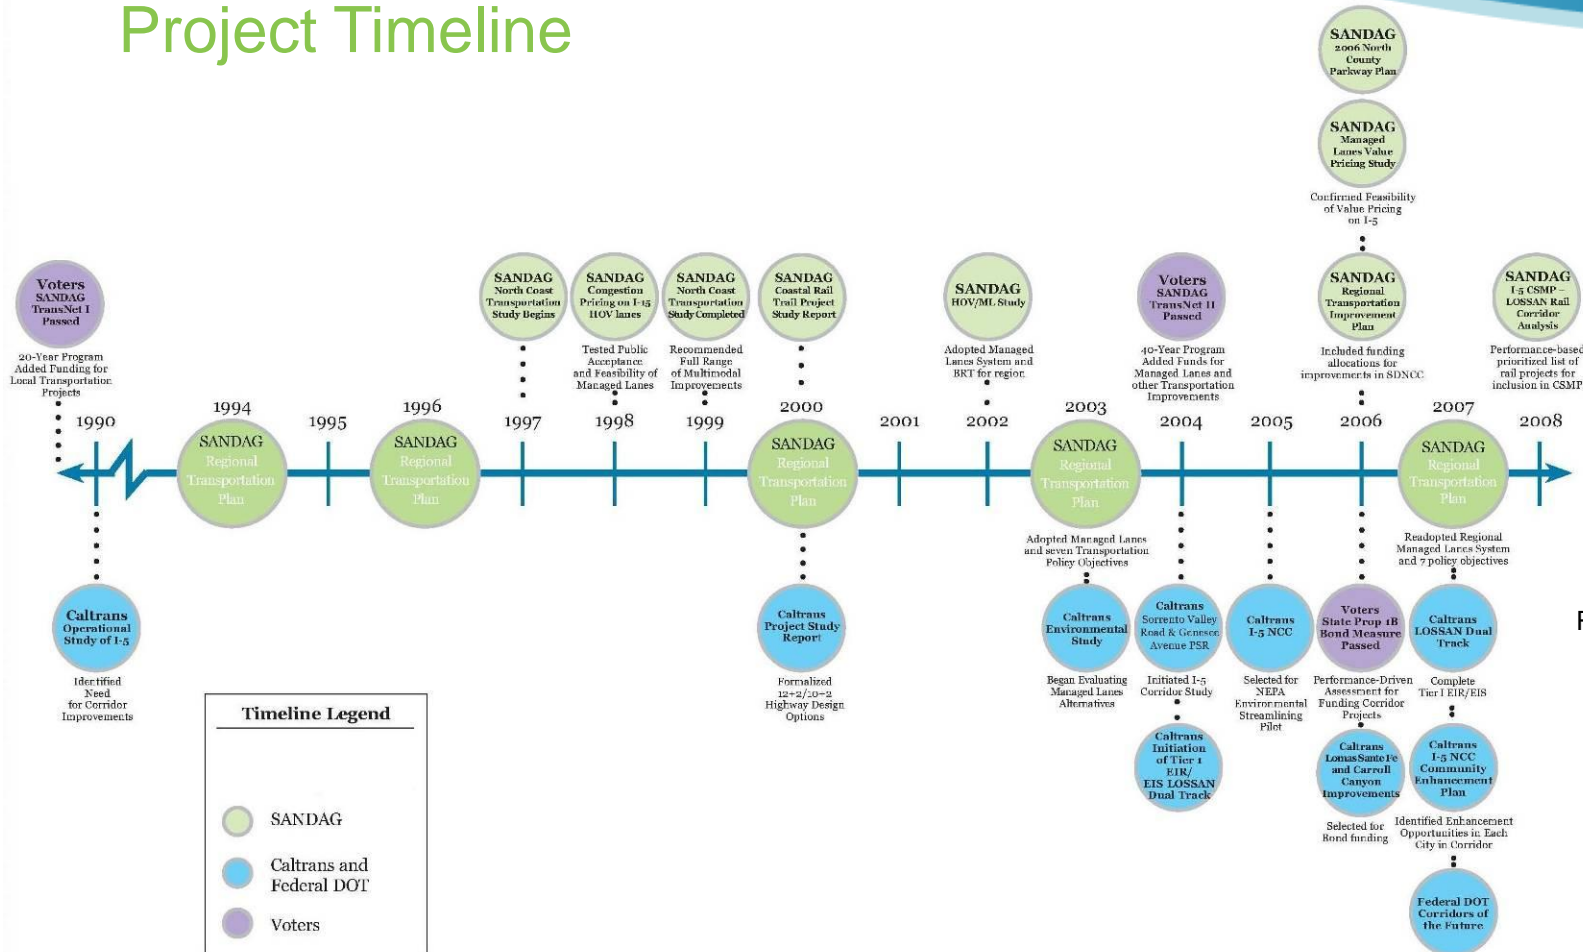 Project Timeline
SANDAG
2006 North
County
Parkway Plan
SANDAG
Managed
Lanes Value
Pricing Study
Confirmed Feasibility
of Value Pricing
on I-5
Voters
SANDAG
TransNet I
Passed
20-Year Program
Added Funding for
Local Transportation
Projects
SANDAG
North Coast
Transportation
Study Begins
SANDAG
Congestion
Pricing on I-15
HOV lanes
Tested Public
Acceptance
and Feasibility of
Managed Lanes
SANDAG
North Coast
Transportation
Study Completed
Recommended
Full Range
of Multimodal
Improvements
SANDAG
Coastal Rail
Trail Project
Study Report
SANDAG
HOV/ML Study
Adopted Managed
Lanes System and
BRT for region
Voters
SANDAG
TransNet II
Passed
40-Year Program
Added Funds for
Managed Lanes and
other Transportation
Improvements
SANDAG
Regional
Transportation
Improvement
Plan
Included funding
allocations for
improvements in SDNCC
SANDAG
I-5 CSMP –
LOSSAN Rail
Corridor
Analysis
Performance-based
prioritized list of
rail projects for
inclusion in CSMP
1990
1994
1995
1996
1997
1998
1999
2000
2001
2002
2003
2004
2005
2006
2007
2008
SANDAG
Regional
Transportation
Plan
SANDAG
Regional
Transportation
Plan
SANDAG
Regional
Transportation
Plan
SANDAG
Regional
Transportation
Plan
SANDAG
Regional
Transportation
Plan
Caltrans
Operational
Study of I-5
Identified
Need
for Corridor
Improvements
Caltrans
Project Study
Report
Formalized
12+2/10+2
Highway Design
Options
Adopted Managed Lanes
and seven Transportation
Policy Objectives
Caltrans
Environmental
Study
Began Evaluating
Managed Lanes
Alternatives
Caltrans
Sorrento Valley
Road & Genesee
Avenue PSR
Initiated I-5
Corridor Study
Caltrans
Initiation
of Tier 1
EIR/
EIS LOSSAN
Dual Track
Caltrans
I-5 NCC
Selected for
NEPA
Environmental
Streamlining
Pilot
Voters
State Prop 1B
Bond Measure
Passed
Performance-Driven
Assessment for
Funding Corridor
Projects
Caltrans
Lomas Sante Fe
and Carroll
Canyon
Improvements
Selected for
Bond funding
Readopted Regional
Managed Lanes System
and 7 policy objectives
Caltrans
LOSSAN Dual
Track
Complete
Tier I EIR/EIS
Caltrans
I-5 NCC
Community
Enhancement
Plan
Identified Enhancement
Opportunities in Each
City in Corridor
Federal DOT
Corridors of
the Future
Timeline Legend
SANDAG
Caltrans and
Federal DOT
Voters